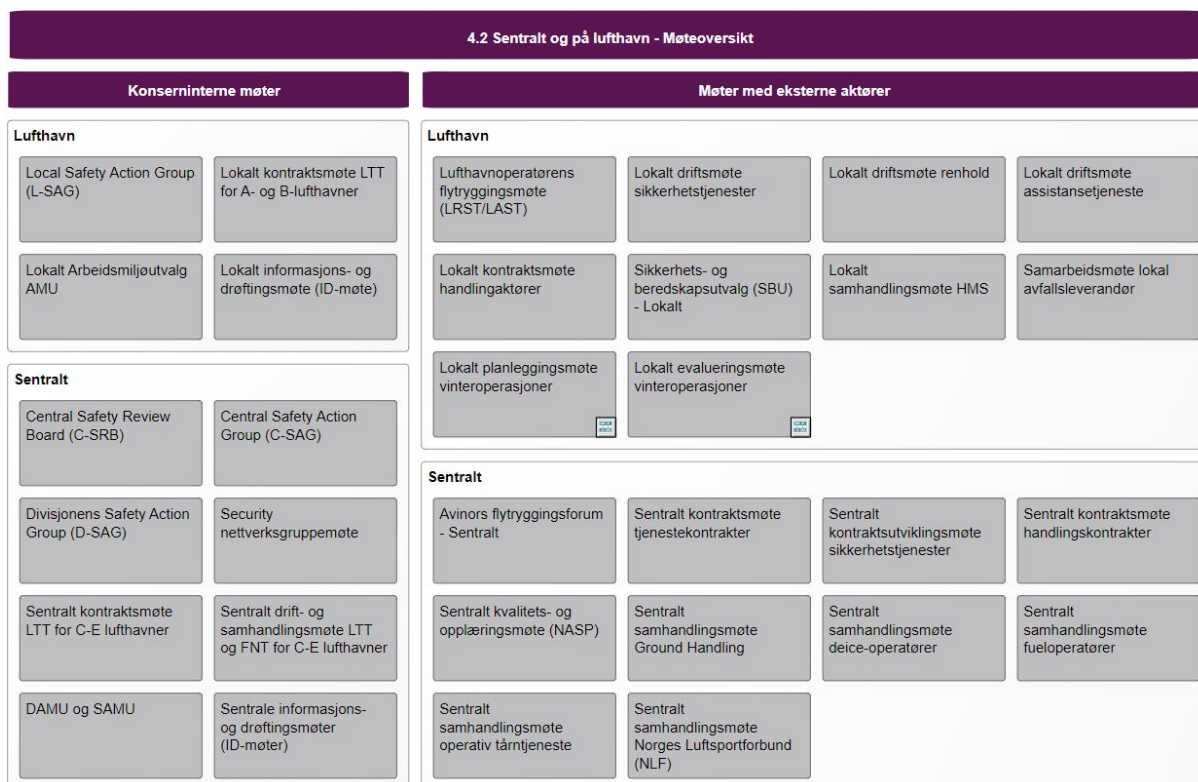 4.2 Sentralt og på lufthavn - Møteoversikt
Konserninterne møter
Lufthavn
Local Safety Action Group
(L-SAG)
Lokalt kontraktsmøte LTT
for A- og B-lufthavner
Lokalt Arbeidsmiljøutvalg
AMU
Lokalt informasjons- og
drøftingsmøte (ID-møte)
Sentralt
Central Safety Review
Board (C-SRB)
Central Safety Action
Group (C-SAG)
Divisjonens Safety Action
Group (D-SAG)
Security
nettverksgruppemøte
Sentralt kontraktsmøte
LTT for C-E lufthavner
Sentralt drift- og
samhandlingsmøte LTT
og FNT for C-E lufthavner
DAMU og SAMU
Sentrale informasjons-
og drøftingsmøter
(ID-møter)
Møter med eksterne aktører
Lufthavn
Lufthavnoperatørens
flytryggingsmøte
(LRST/LAST)
Lokalt driftsmøte
sikkerhetstjenester
Lokalt driftsmøte renhold
Lokalt driftsmøte
assistansetjeneste
Lokalt kontraktsmøte
handlingaktører
Sikkerhets- og
beredskapsutvalg (SBU)
- Lokalt
Lokalt
samhandlingsmøte HMS
Samarbeidsmøte lokal
avfallsleverandør
Lokalt planleggingsmøte
vinteroperasjoner
Lokalt evalueringsmøte
vinteroperasjoner
Sentralt
Avinors flytryggingsforum
- Sentralt
Sentralt kontraktsmøte
tjenestekontrakter
Sentralt
kontraktsutviklingsmøte
sikkerhetstjenester
Sentralt kontraktsmøte
handlingskontrakter
Sentralt kvalitets- og
opplæringsmøte (NASP)
Sentralt
samhandlingsmøte
Ground Handling
Sentralt
samhandlingsmøte
deice-operatører
Sentralt
samhandlingsmøte
fueloperatører
Sentralt
samhandlingsmøte
operativ tårntjeneste
Sentralt
samhandlingsmøte
Norges Luftsportforbund
(NLF)